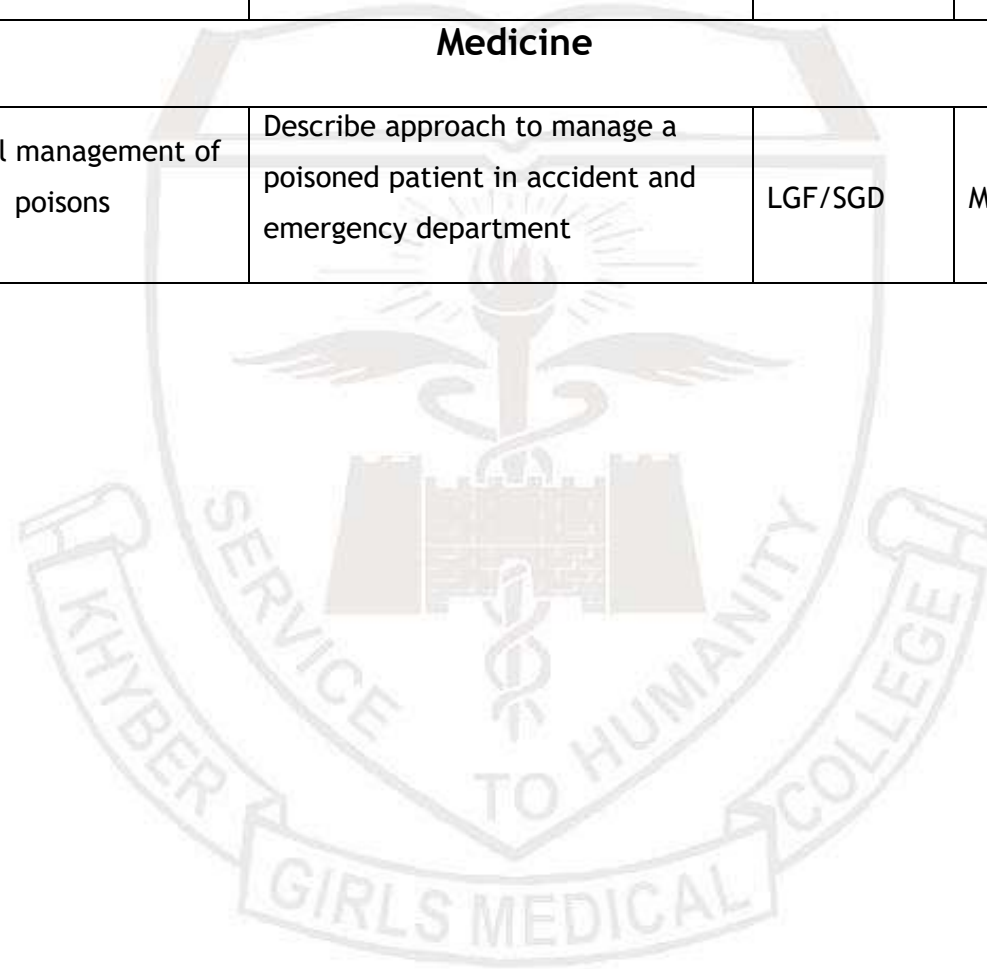 Medicine
l management of
poisons
Describe approach to manage a
poisoned patient in accident and
emergency department
LGF/SGD
M
SERVICE
TO HUMANITY
KHYBER
GIRLS MEDICAL
COLLEGE